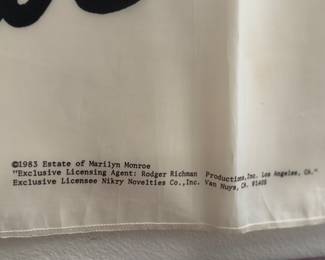 ©1983 Estate of Marilyn Monroe
"Exclusive Licensing Agent: Rodger Richman Productions,Inc. Los Angeles, CA."
Exclusive Licensee Nikry Novelties Co.,Inc. Van Nuys, CA. 91408